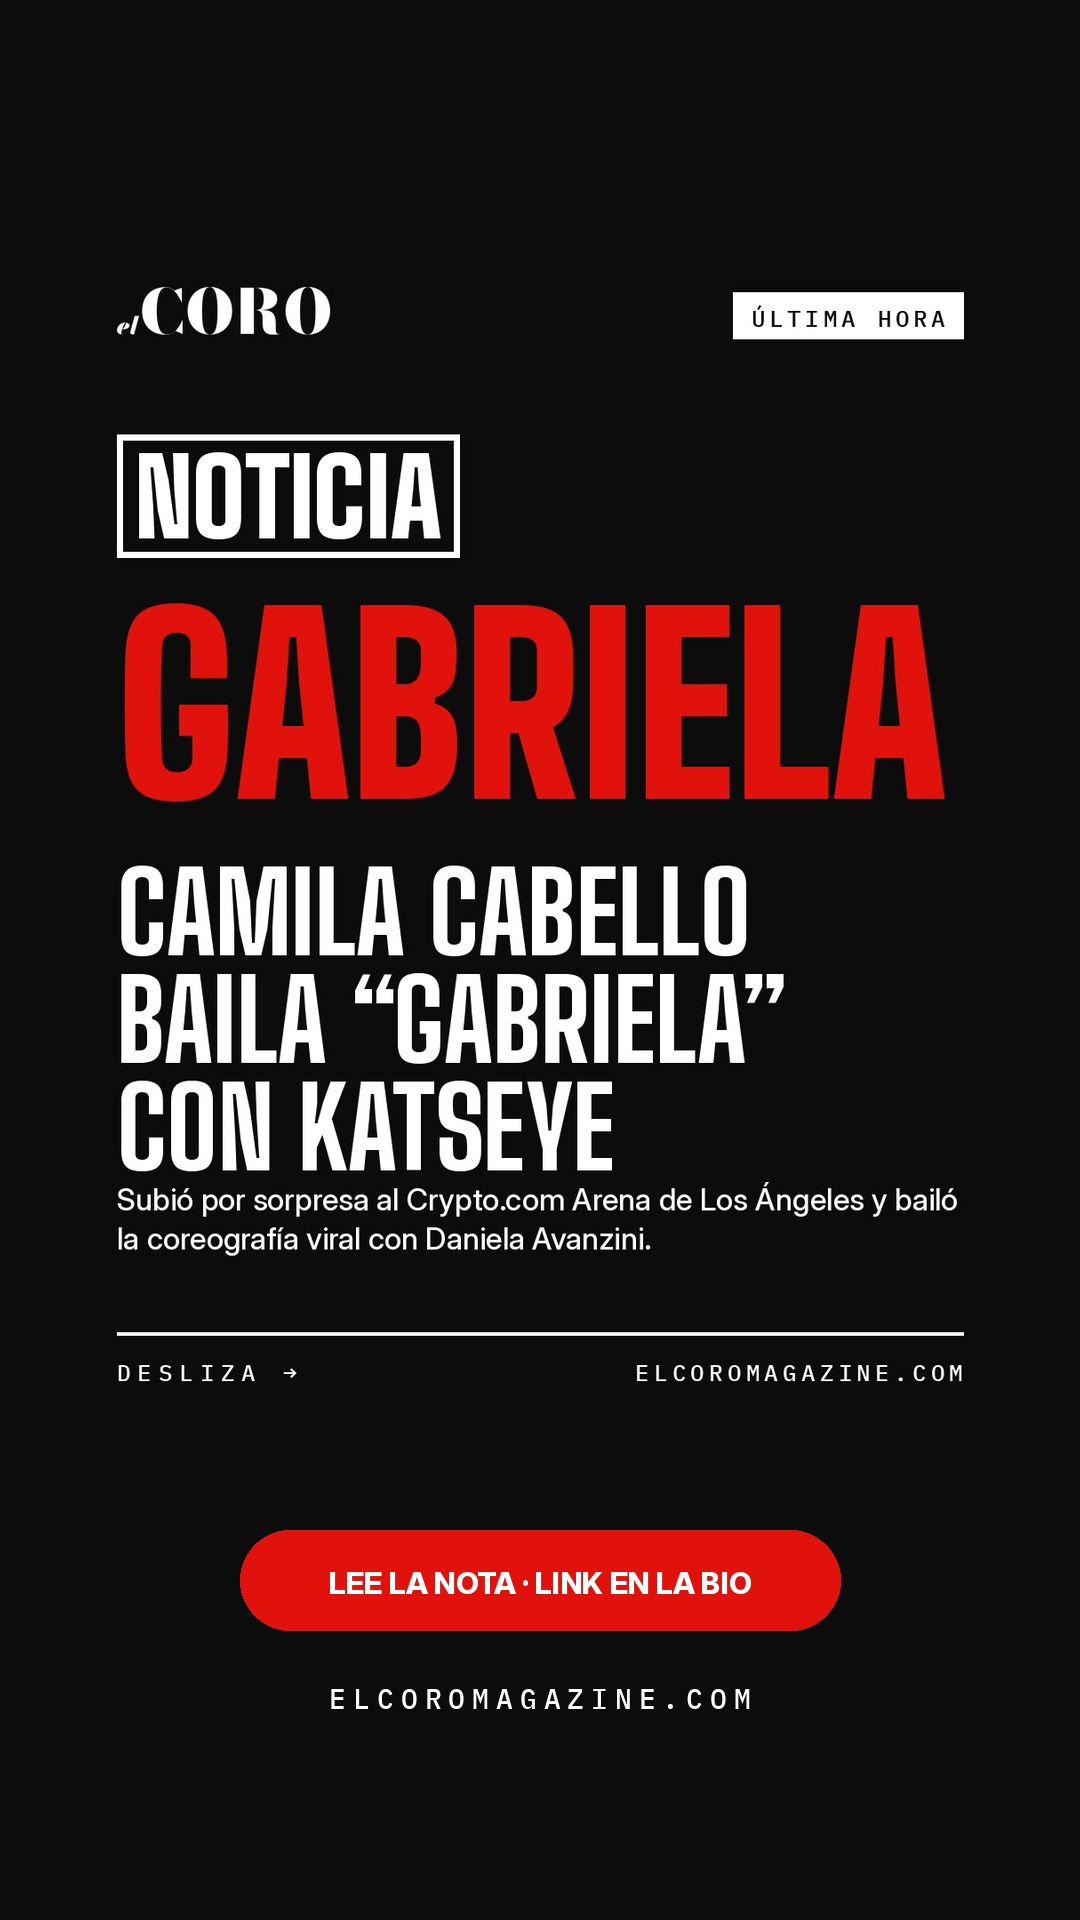 el CORO
ÚLTIMA HORA
NOTICIA
GABRIELA
CAMILA CABELLO
BAILA “GABRIELA”
CON KATSEYE
Subió por sorpresa al Crypto.com Arena de Los Ángeles y bailó
la coreografía viral con Daniela Avanzini.
DESLIZA →
ELCOROMAGAZINE.COM
LEE LA NOTA · LINK EN LA BIO
ELCOROMAGAZINE.COM